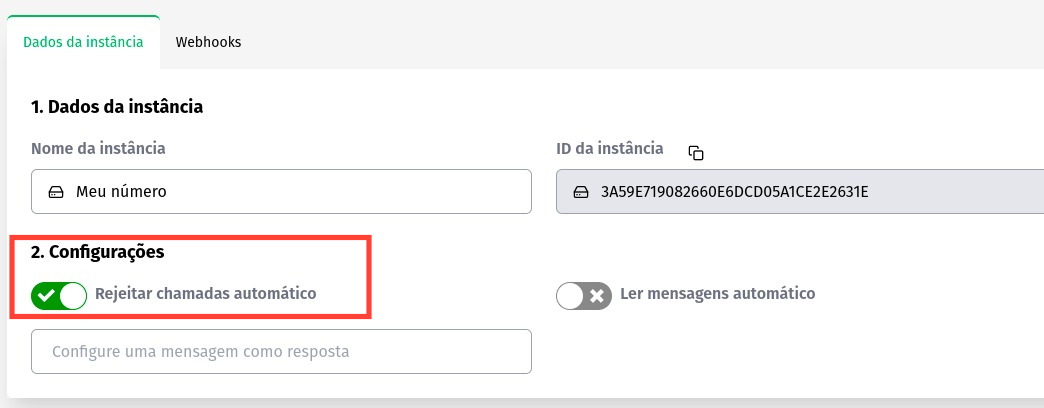 Dados da instância
Webhooks
1. Dados da instância
Nome da instância
ID da instância
Meu número
3A59E719082660E6DCD05A1CE2E2631E
2. Configurações
Rejeitar chamadas automático
Ler mensagens automático
Configure uma mensagem como resposta